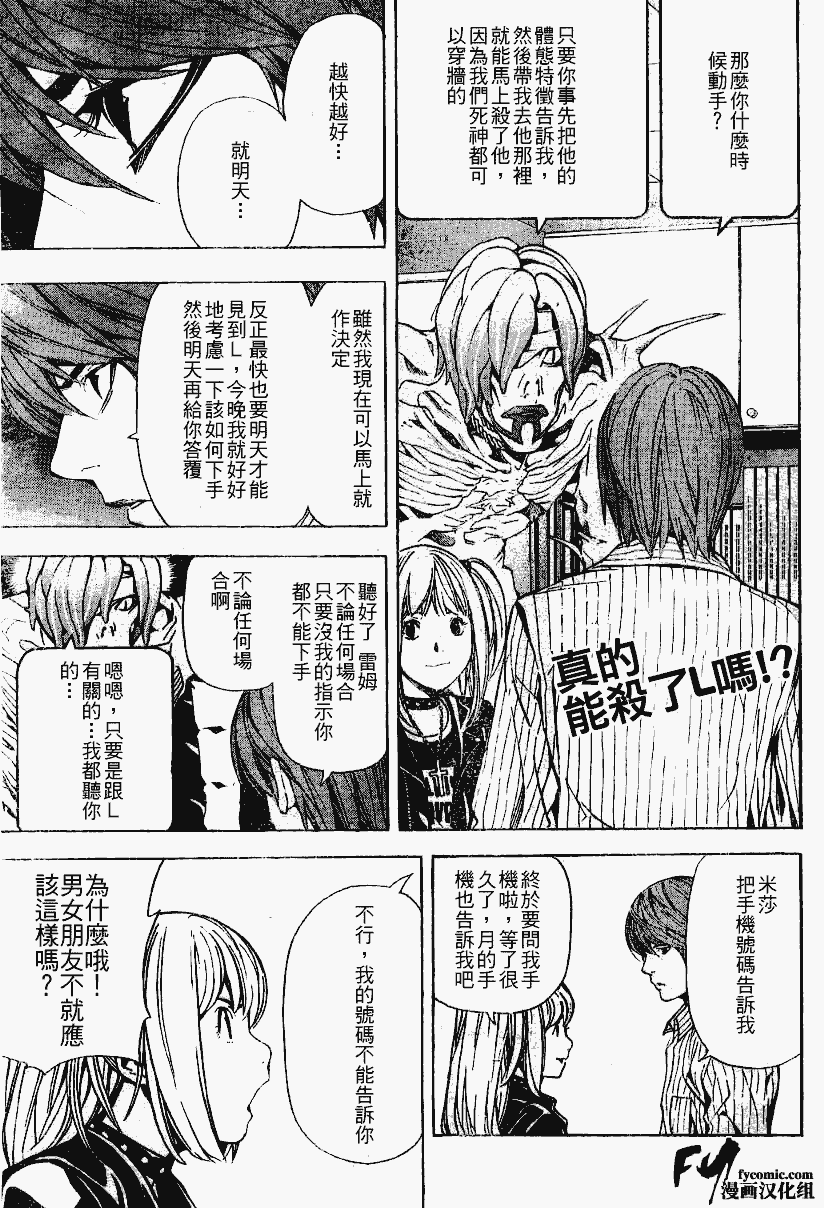 那麼你什麼時
候動手？
只要你事先把他的
體態特徵告訴我，
然後帶我去他那裡
就能馬上殺了他，
因為我們死神都可
以穿牆的
真的
能殺了L嗎！？
越快越好…
就明天…
雖然我現在可以馬上就
作決定
反正最快也要明天才能
見到L，今晚我就好好
地考慮一下該如何下手
然後明天再給你答覆
聽好了 雷姆
不論任何場合
只要沒我的指示你
都不能下手
不論任何場
合啊
嗯嗯，只要是跟L
有關的…我都聽你
的…
米莎
把手機號碼告訴我
終於要問我手
機啦，等了很
久了，月的手
機也告訴我吧
不行，我的號碼不能告訴你
為什麼哦！
男女朋友不就應
該這樣嗎？
FY
fycomic.com
漫画汉化组